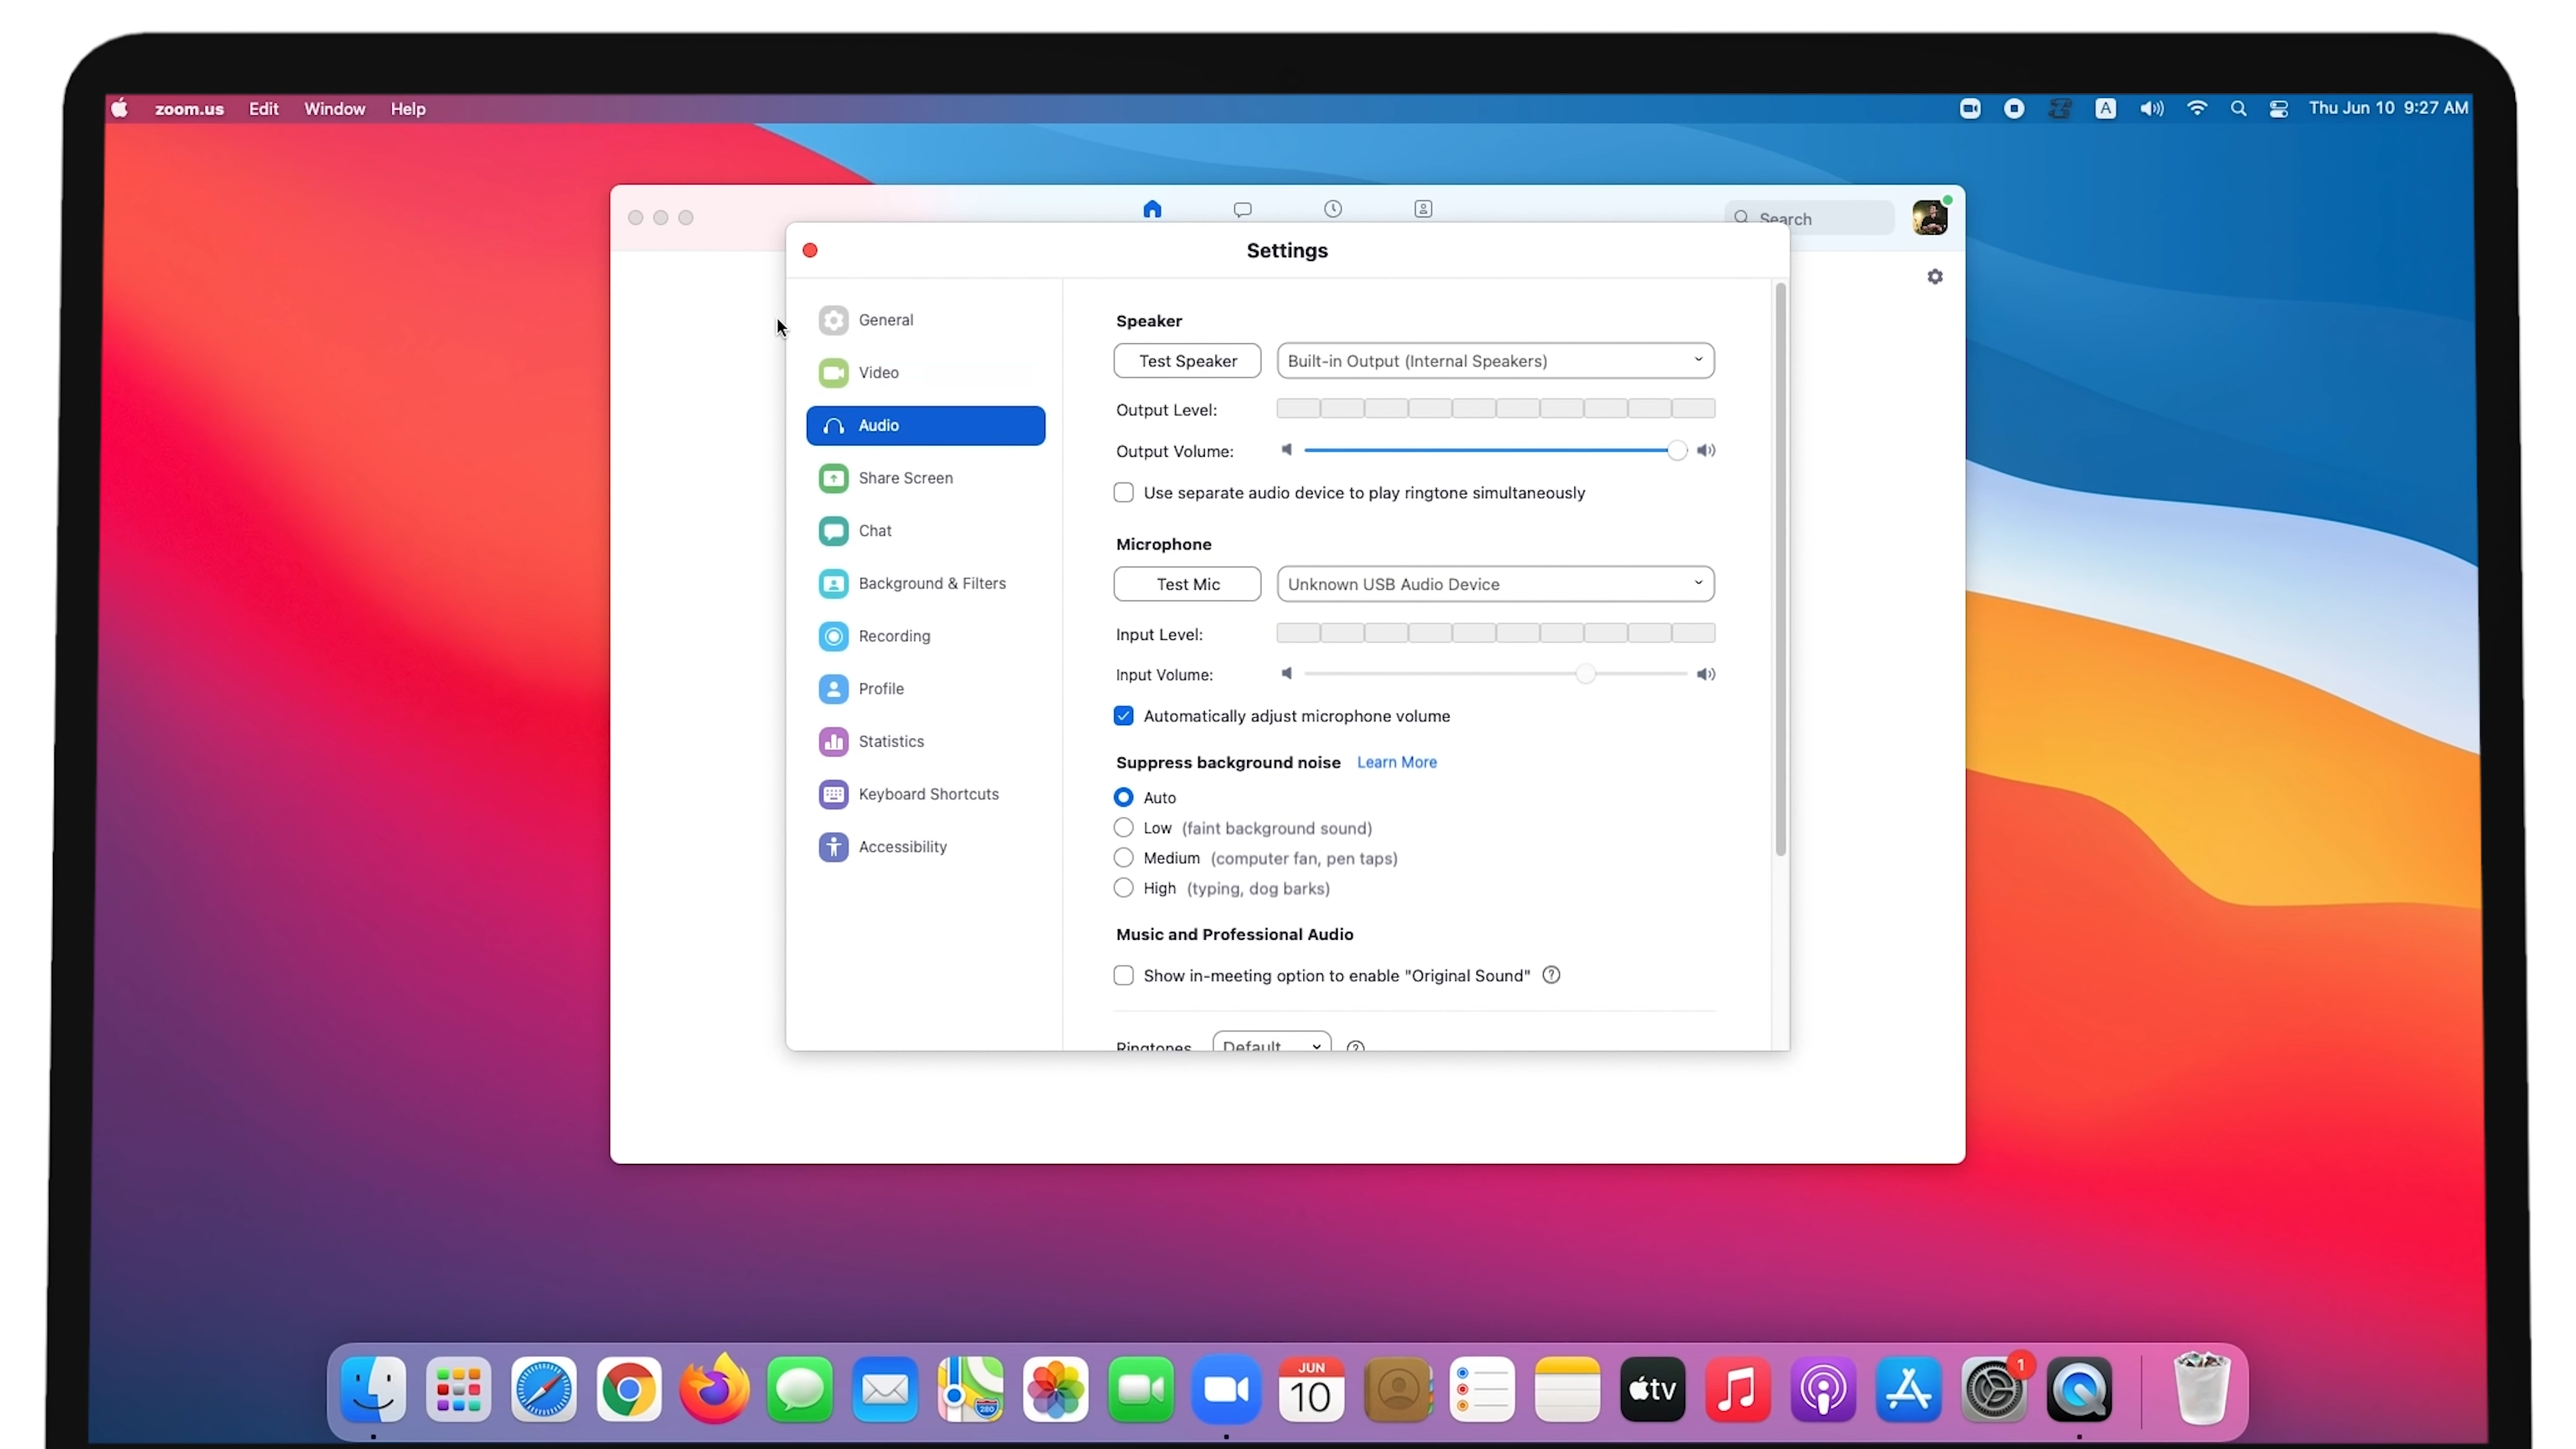 zoom.us Edit Window Help
A Thu Jun 10 9:27 AM
Search
Settings
General
Video
Audio
Share Screen
Chat
Background & Filters
Recording
Profile
Statistics
Keyboard Shortcuts
Accessibility
Speaker
Test Speaker Built-in Output (Internal Speakers)
Output Level:
Output Volume:
Use separate audio device to play ringtone simultaneously
Microphone
Test Mic Unknown USB Audio Device
Input Level:
Input Volume:
Automatically adjust microphone volume
Suppress background noise Learn More
Auto
Low (faint background sound)
Medium (computer fan, pen taps)
High (typing, dog barks)
Music and Professional Audio
Show in-meeting option to enable "Original Sound" ?
Ringtones Default ?
280
JUN
10
tv
1